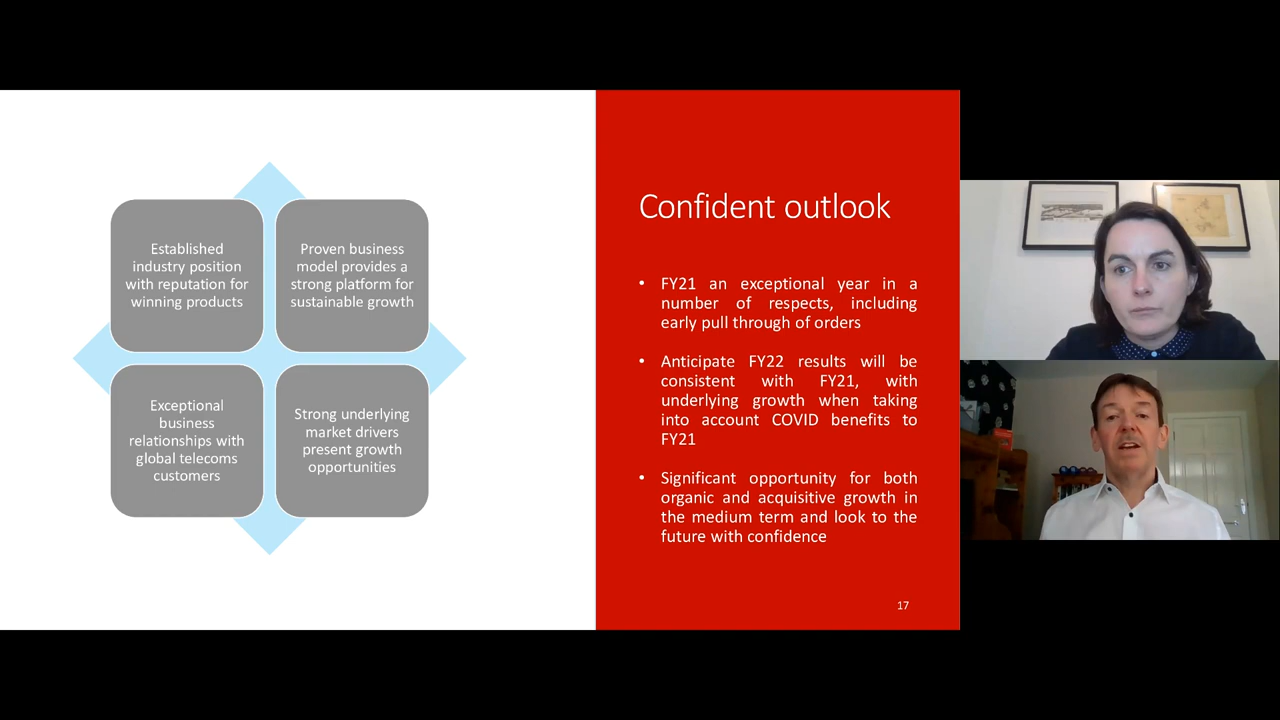 Established
industry position
with reputation for
winning products
Proven business
model provides a
strong platform for
sustainable growth
Exceptional
business
relationships with
global telecoms
customers
Strong underlying
market drivers
present growth
opportunities
Confident outlook
• FY21 an exceptional year in a
number of respects, including
early pull through of orders
• Anticipate FY22 results will be
consistent with FY21, with
underlying growth when taking
into account COVID benefits to
FY21
• Significant opportunity for both
organic and acquisitive growth in
the medium term and look to the
future with confidence
17